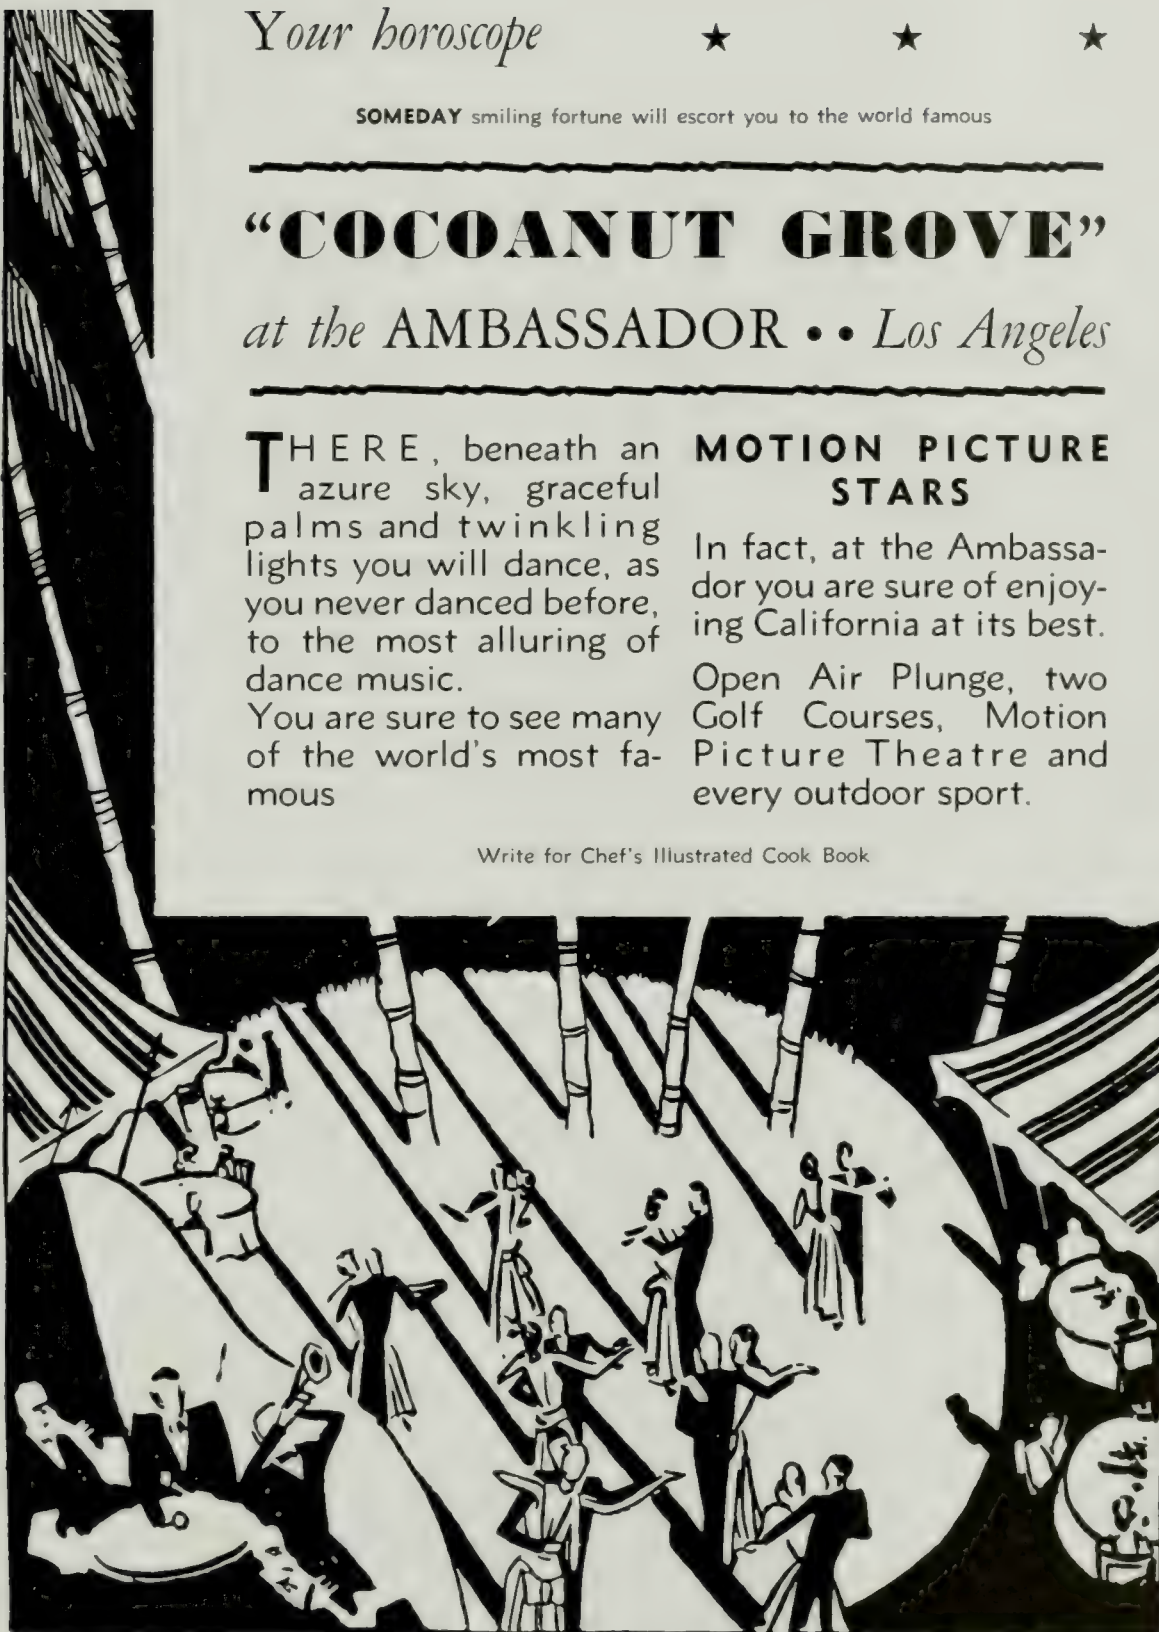 Your horoscope ★ ★ ★
SOMEDAY smiling fortune will escort you to the world famous
“COCOANUT GROVE”
at the AMBASSADOR •• Los Angeles
THERE, beneath an
azure sky, graceful
palms and twinkling
lights you will dance, as
you never danced before,
to the most alluring of
dance music.
You are sure to see many
of the world's most fa-
mous
MOTION PICTURE
STARS
In fact, at the Ambassa-
dor you are sure of enjoy-
ing California at its best.
Open Air Plunge, two
Golf Courses, Motion
Picture Theatre and
every outdoor sport.
Write for Chef's Illustrated Cook Book